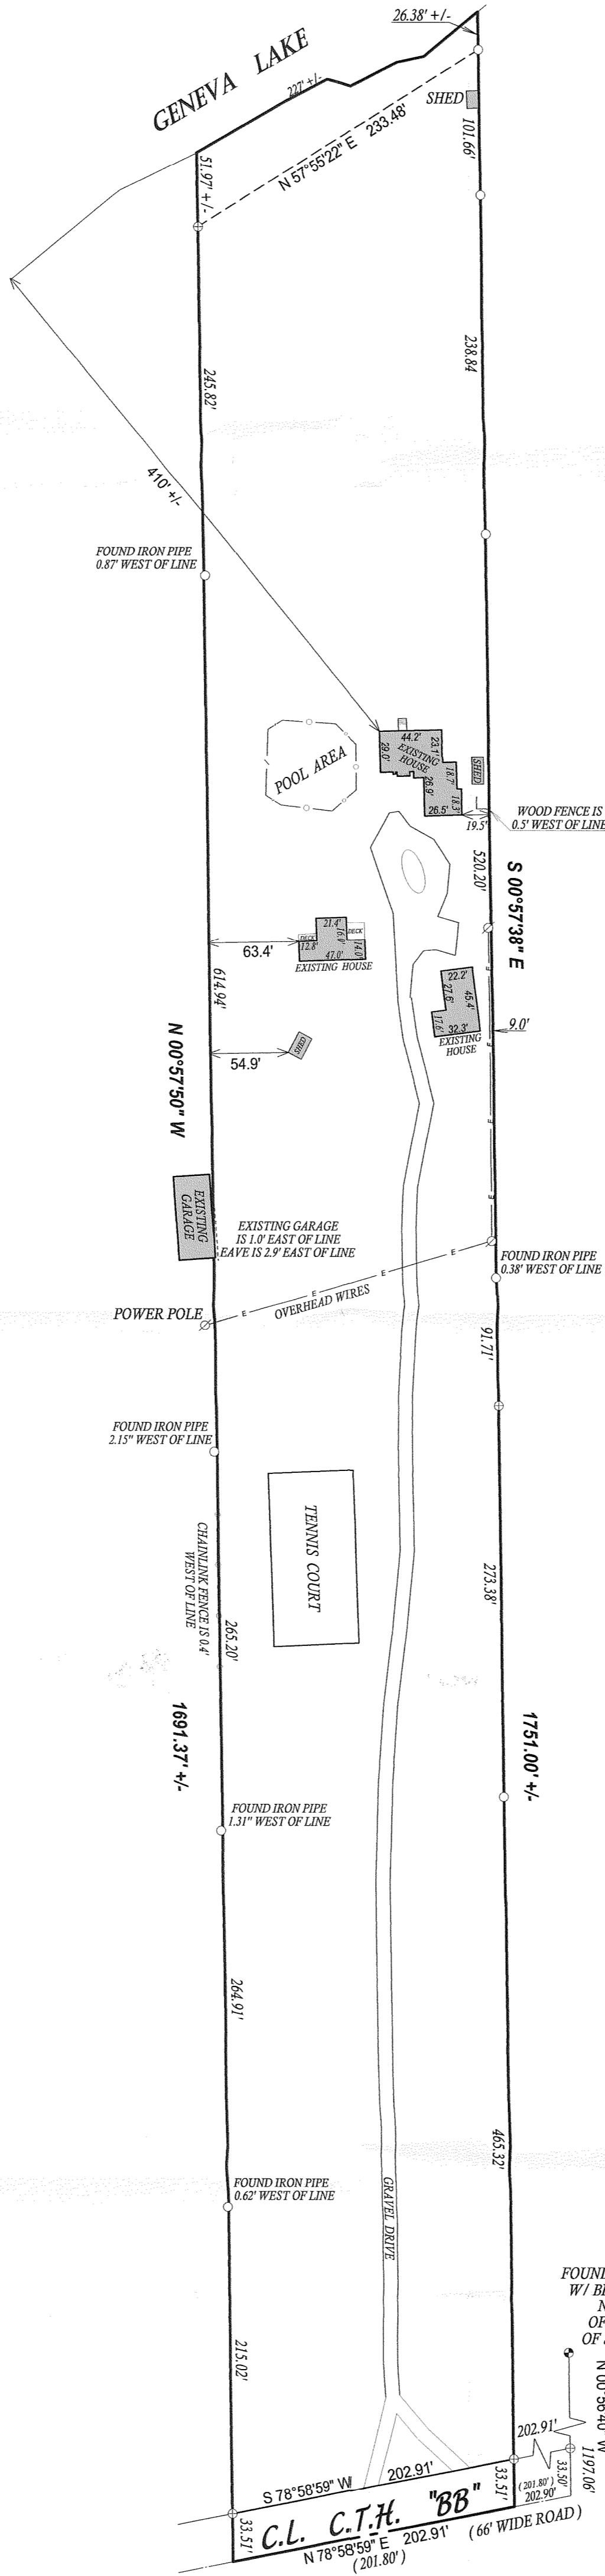 26.38' +/-
GENEVA LAKE
227' +/-
SHED
101.66'
N 57°55'22" E 233.48'
51.97' +/-
238.84
245.82'
410' +/-
FOUND IRON PIPE
0.87' WEST OF LINE
POOL AREA
44.2'
23.1'
29.0'
EXISTING
HOUSE
18.7'
26.9'
18.3'
26.5'
SHED
19.5'
WOOD FENCE IS
0.5' WEST OF LINE
520.20'
S 00°57'38" E
21.4'
16.0'
DECK
DECK
12.8'
47.0'
14.0'
EXISTING HOUSE
63.4'
614.94'
22.2'
27.6'
45.4'
17.6'
32.3'
EXISTING
HOUSE
9.0'
N 00°57'50" W
54.9'
SHED
E
E
E
E
EXISTING
GARAGE
EXISTING GARAGE
IS 1.0' EAST OF LINE
EAVE IS 2.9' EAST OF LINE
FOUND IRON PIPE
0.38' WEST OF LINE
E
E
E
E
OVERHEAD WIRES
POWER POLE
91.71'
FOUND IRON PIPE
2.15" WEST OF LINE
TENNIS COURT
CHAINLINK FENCE IS 0.4'
WEST OF LINE
273.38'
265.20'
1691.37' +/-
1751.00' +/-
FOUND IRON PIPE
1.31" WEST OF LINE
264.91'
465.32'
FOUND IRON PIPE
0.62' WEST OF LINE
GRAVEL DRIVE
215.02'
FOUND
W/ B
N
OF
OF
N 00°56'40" W
1197.06'
202.91'
33.50'
(201.80')
202.90'
33.51'
S 78°58'59" W 202.91'
33.51'
C.L. C.T.H. "BB"
N 78°58'59" E 202.91' (66' WIDE ROAD)
(201.80')